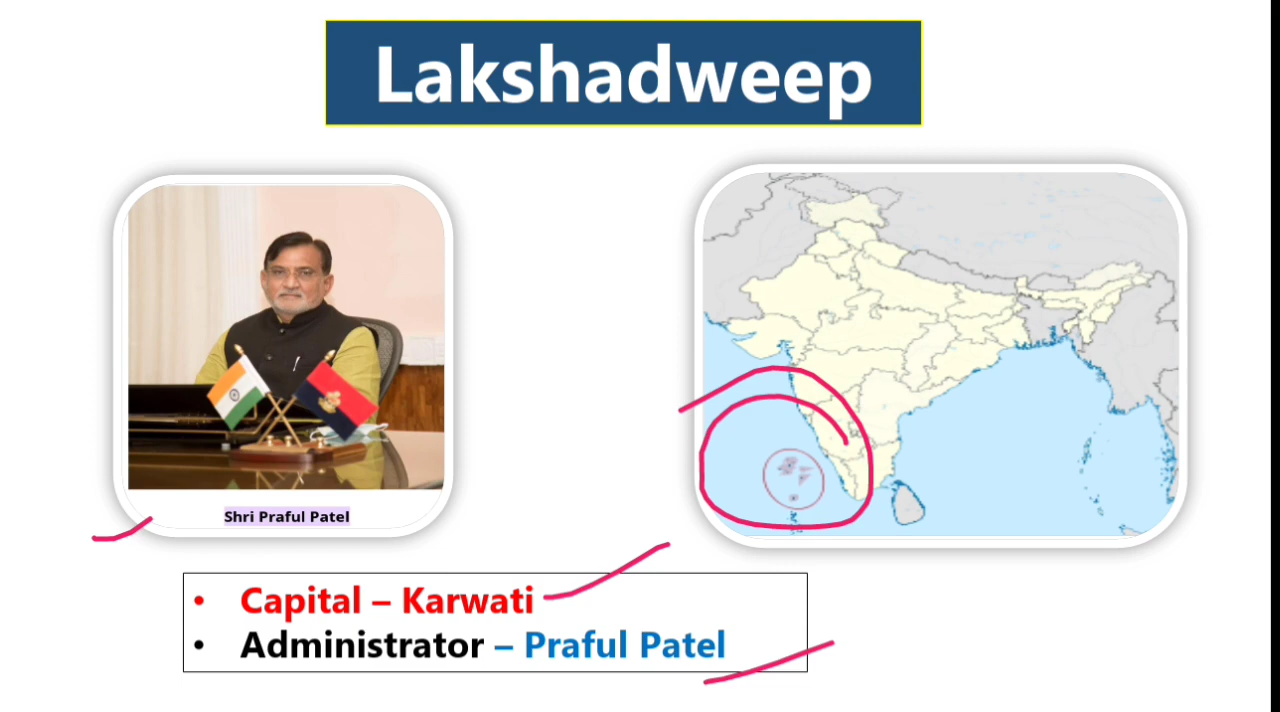 Lakshadweep
Shri Praful Patel
• Capital – Karwati
• Administrator – Praful Patel